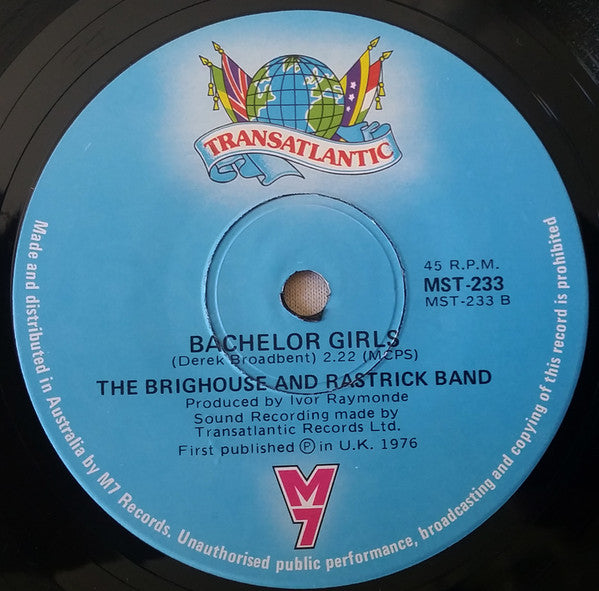 TRANSATLANTIC
45 R.P.M.
MST-233
MST-233 B
BACHELOR GIRLS
(Derek Broadbent) 2.22 (MCPS)
THE BRIGHOUSE AND RASTRICK BAND
Produced by Ivor Raymonde
Sound Recording made by
Transatlantic Records Ltd.
First published Ⓟ in U.K. 1976
M7
Made and distributed in Australia by M7 Records. Unauthorised public performance, broadcasting and copying of this record is prohibited